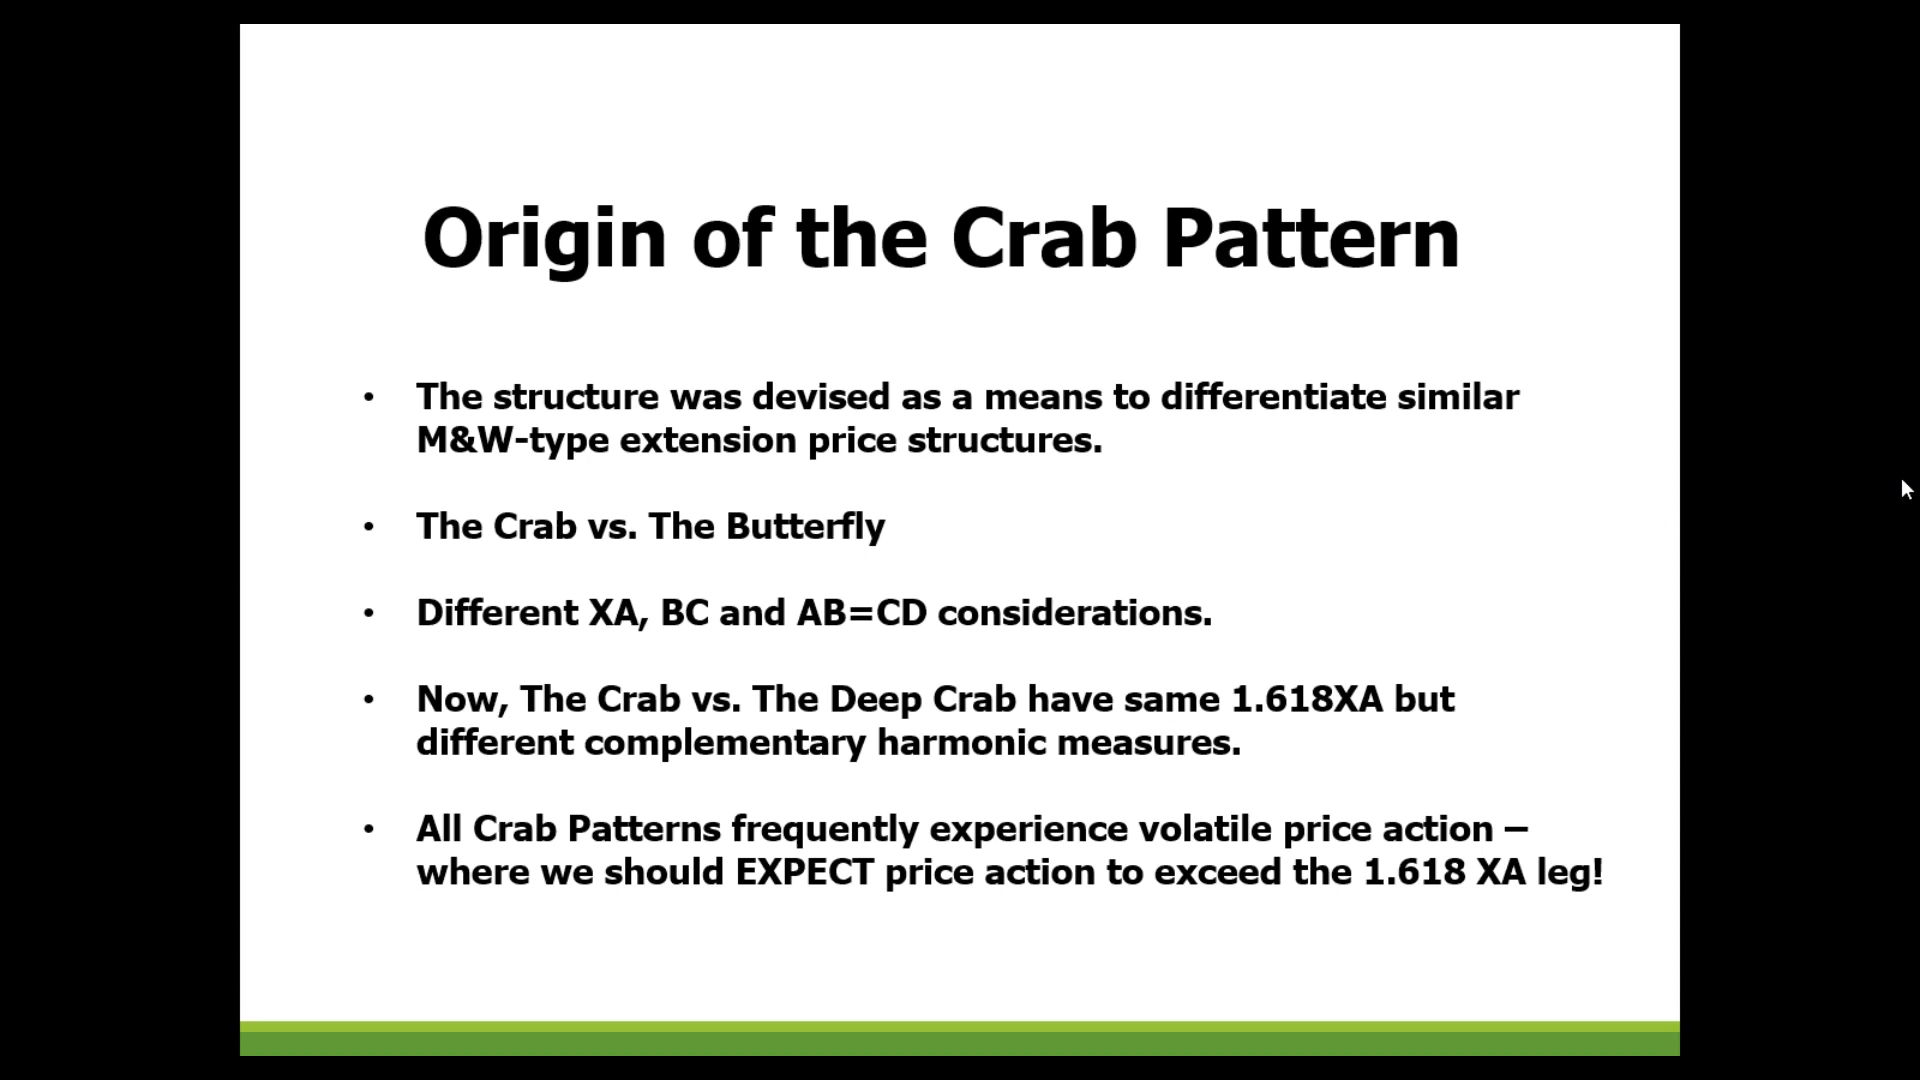 Origin of the Crab Pattern
• The structure was devised as a means to differentiate similar
M&W-type extension price structures.
• The Crab vs. The Butterfly
• Different XA, BC and AB=CD considerations.
• Now, The Crab vs. The Deep Crab have same 1.618XA but
different complementary harmonic measures.
• All Crab Patterns frequently experience volatile price action –
where we should EXPECT price action to exceed the 1.618 XA leg!